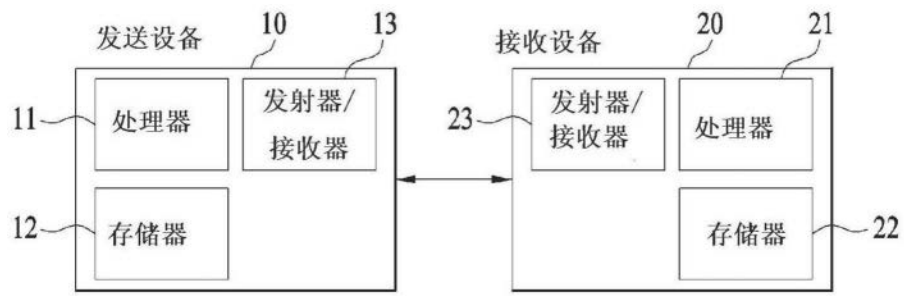 发送设备
10
13
11
处理器
发射器/
接收器
12
存储器
接收设备
20
21
23
发射器/
接收器
处理器
存储器
22